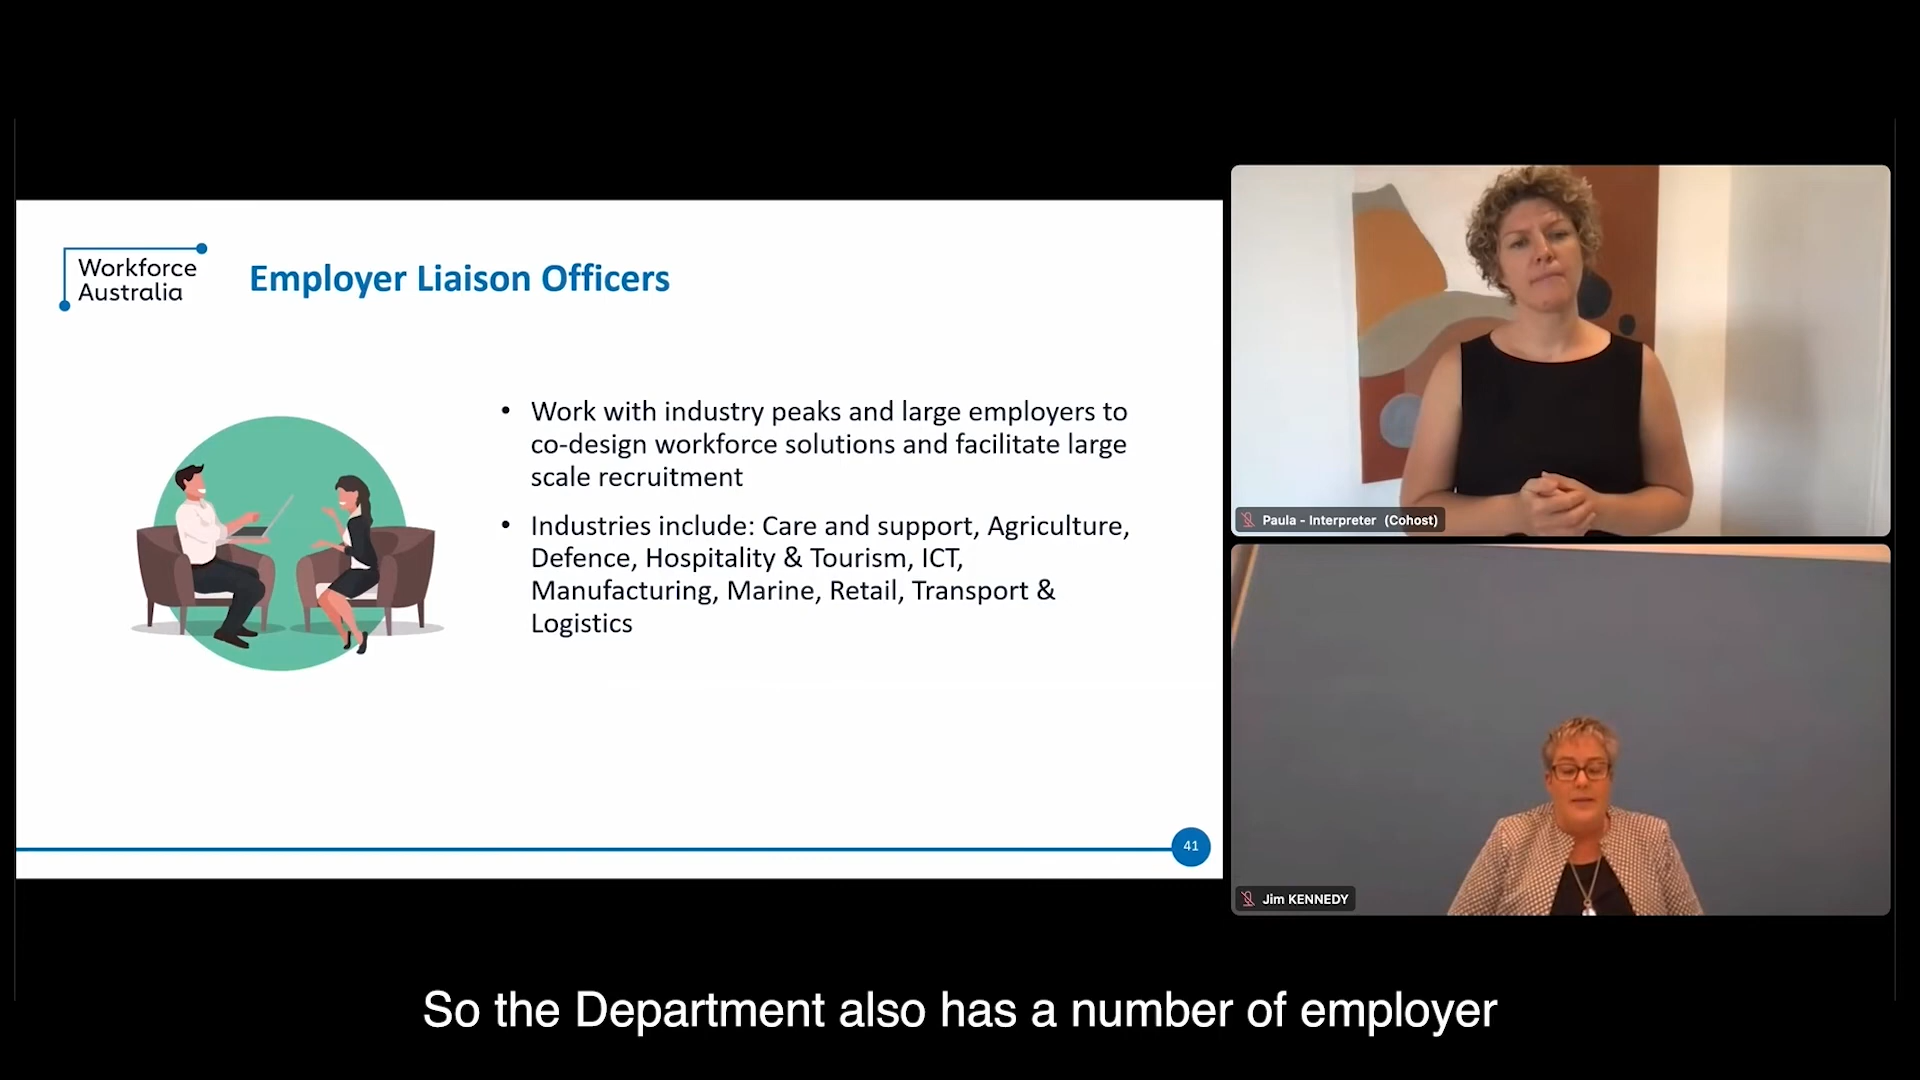 Workforce
Australia
Employer Liaison Officers
• Work with industry peaks and large employers to
co-design workforce solutions and facilitate large
scale recruitment
• Industries include: Care and support, Agriculture,
Defence, Hospitality & Tourism, ICT,
Manufacturing, Marine, Retail, Transport &
Logistics
41
Paula - Interpreter (Cohost)
Jim KENNEDY
So the Department also has a number of employer